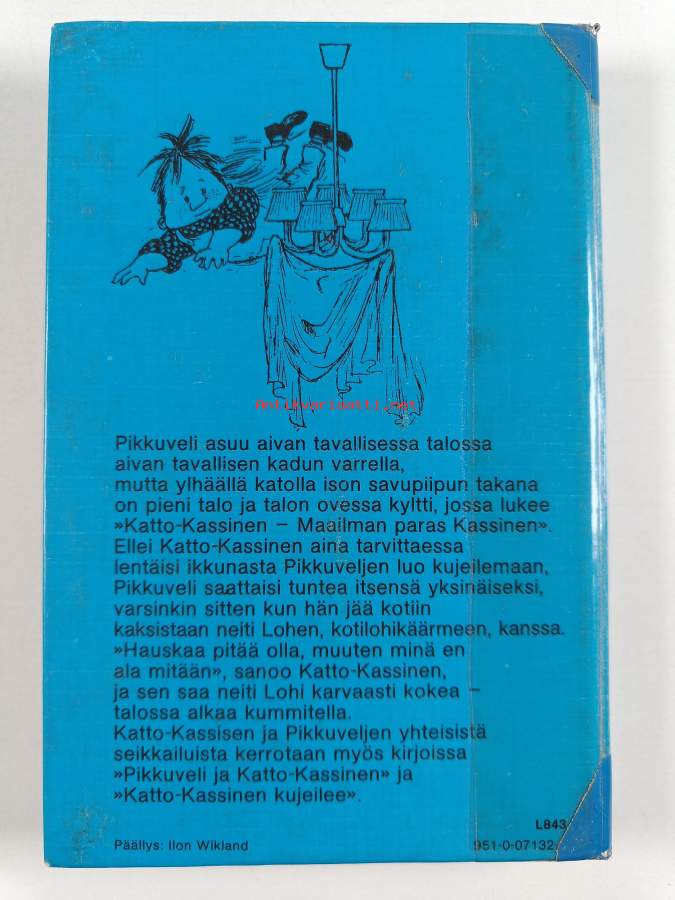 Antikvariaatti.net
Pikkuveli asuu aivan tavallisessa talossa
aivan tavallisen kadun varrella,
mutta ylhäällä katolla ison savupiipun takana
on pieni talo ja talon ovessa kyltti, jossa lukee
»Katto-Kassinen – Maailman paras Kassinen».
Ellei Katto-Kassinen aina tarvittaessa
lentäisi ikkunasta Pikkuveljen luo kujeilemaan,
Pikkuveli saattaisi tuntea itsensä yksinäiseksi,
varsinkin sitten kun hän jää kotiin
kaksistaan neiti Lohen, kotilohikäärmeen, kanssa.
»Hauskaa pitää olla, muuten minä en
ala mitään», sanoo Katto-Kassinen,
ja sen saa neiti Lohi karvaasti kokea –
talossa alkaa kummitella.
Katto-Kassisen ja Pikkuveljen yhteisistä
seikkailuista kerrotaan myös kirjoissa
»Pikkuveli ja Katto-Kassinen» ja
»Katto-Kassinen kujeilee».
L843
Päällys: Ilon Wikland
951-0-07132-